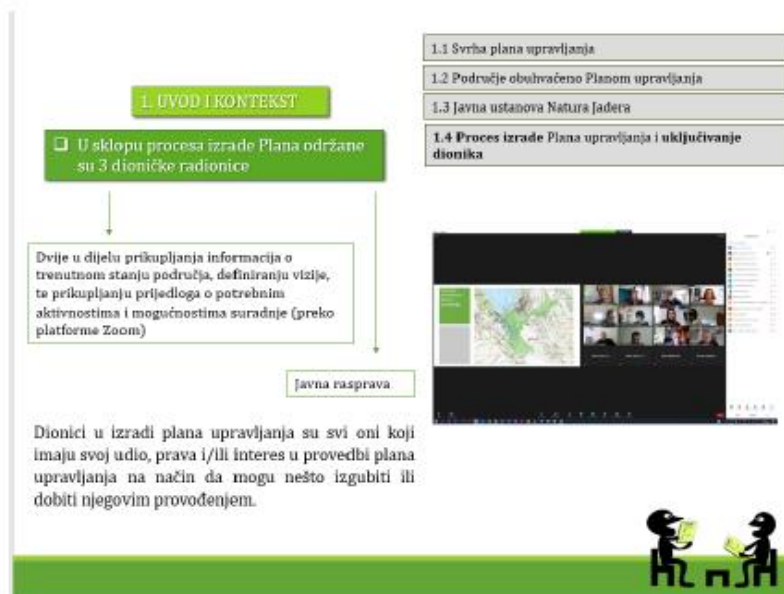 1. UVOD I KONTEKST
❑ U sklopu procesa izrade Plana održane
su 3 dioničke radionice
Dvije u dijelu prikupljanja informacija o
trenutnom stanju područja, definiranju vizije,
te prikupljanju prijedloga o potrebnim
aktivnostima i mogućnostima suradnje (preko
platforme Zoom)
Javna rasprava
Dionici u izradi plana upravljanja su svi oni koji
imaju svoj udio, prava i/ili interes u provedbi plana
upravljanja na način da mogu nešto izgubiti ili
dobiti njegovim provođenjem.
1.1 Svrha plana upravljanja
1.2 Područje obuhvaćeno Planom upravljanja
1.3 Javna ustanova Natura Jadera
1.4 Proces izrade Plana upravljanja i uključivanje
dionika